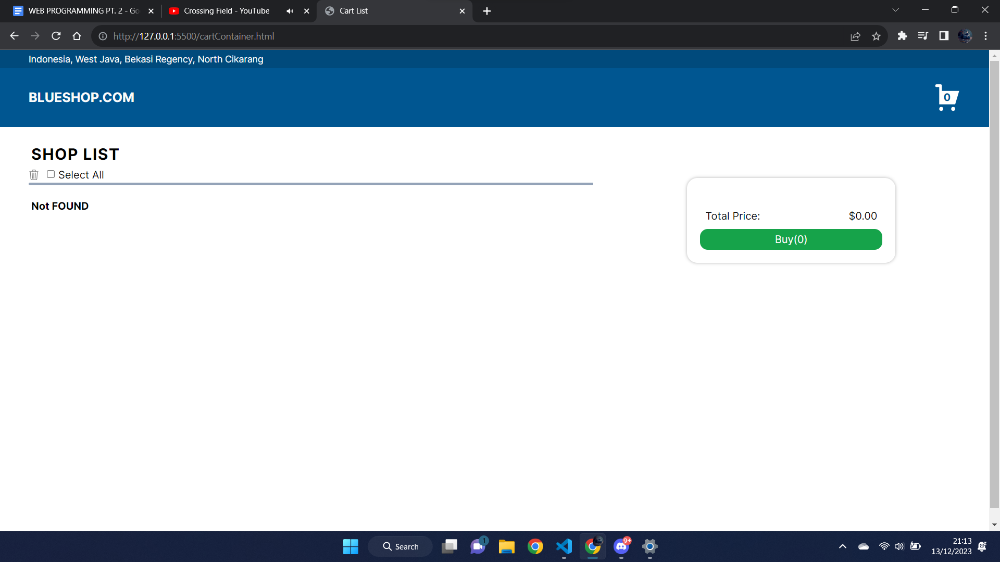 WEB PROGRAMMING PT. 2 - Go
Crossing Field - YouTube
Cart List
http://127.0.0.1:5500/cartContainer.html
Indonesia, West Java, Bekasi Regency, North Cikarang
BLUESHOP.COM
0
SHOP LIST
Select All
Not FOUND
Total Price: $0.00
Buy(0)
Search
1
9+
21:13
13/12/2023